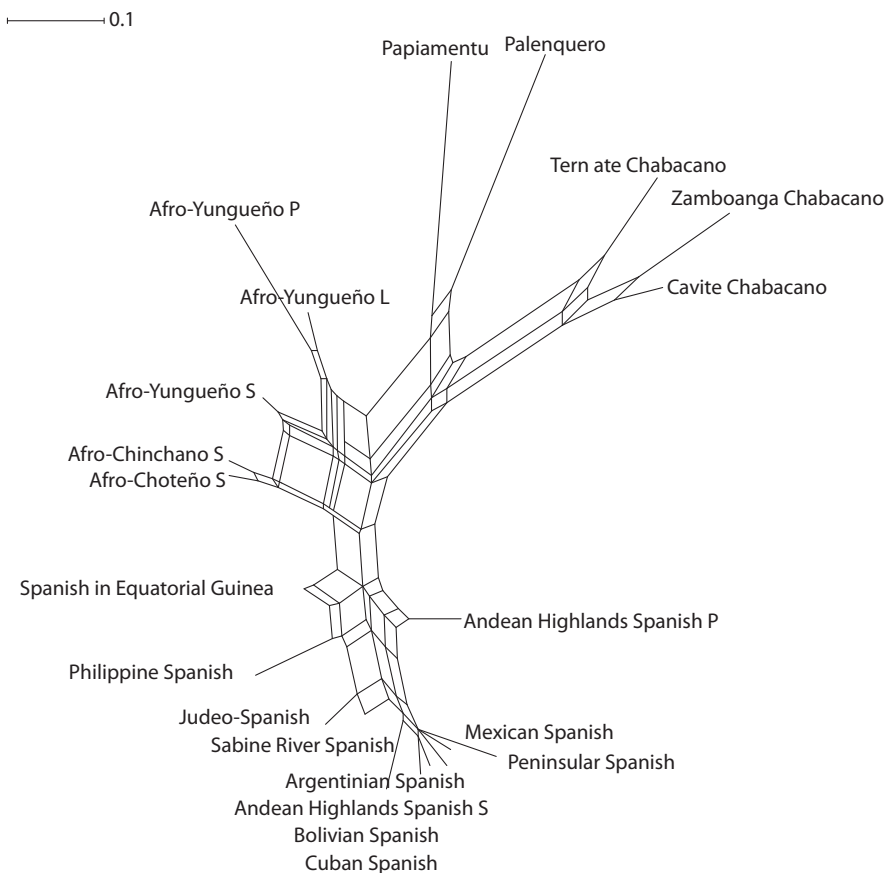 0.1
Papiamentu
Palenquero
Tern ate Chabacano
Zamboanga Chabacano
Afro-Yungueño P
Cavite Chabacano
Afro-Yungueño L
Afro-Yungueño S
Afro-Chinchano S
Afro-Choteño S
Spanish in Equatorial Guinea
Andean Highlands Spanish P
Philippine Spanish
Judeo-Spanish
Mexican Spanish
Sabine River Spanish
Peninsular Spanish
Argentinian Spanish
Andean Highlands Spanish S
Bolivian Spanish
Cuban Spanish